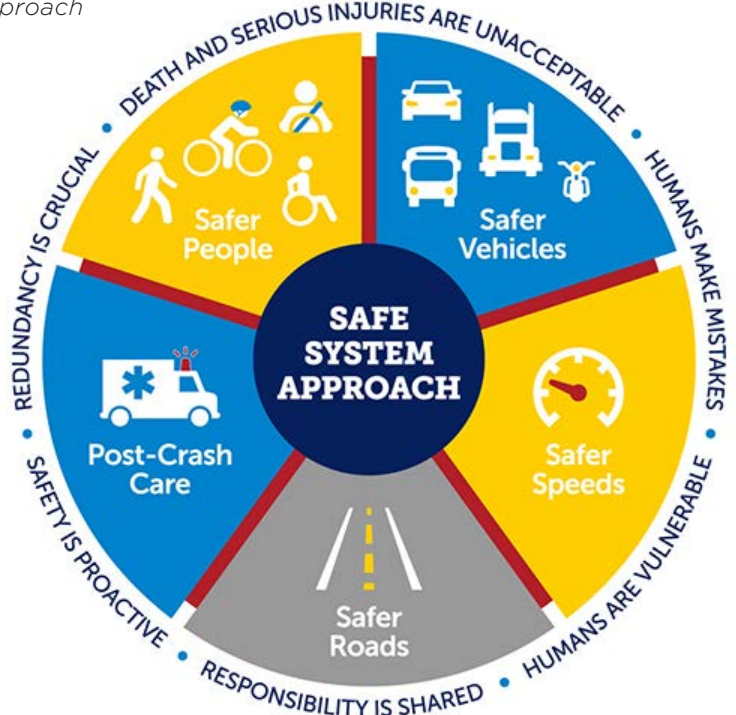 proach
DEATH AND SERIOUS INJURIES ARE UNACCEPTABLE
HUMANS MAKE MISTAKES
HUMANS ARE VULNERABLE
RESPONSIBILITY IS SHARED
SAFETY IS PROACTIVE
REDUNDANCY IS CRUCIAL
Safer
People
Safer
Vehicles
SAFE
SYSTEM
APPROACH
Post-Crash
Care
Safer
Speeds
Safer
Roads